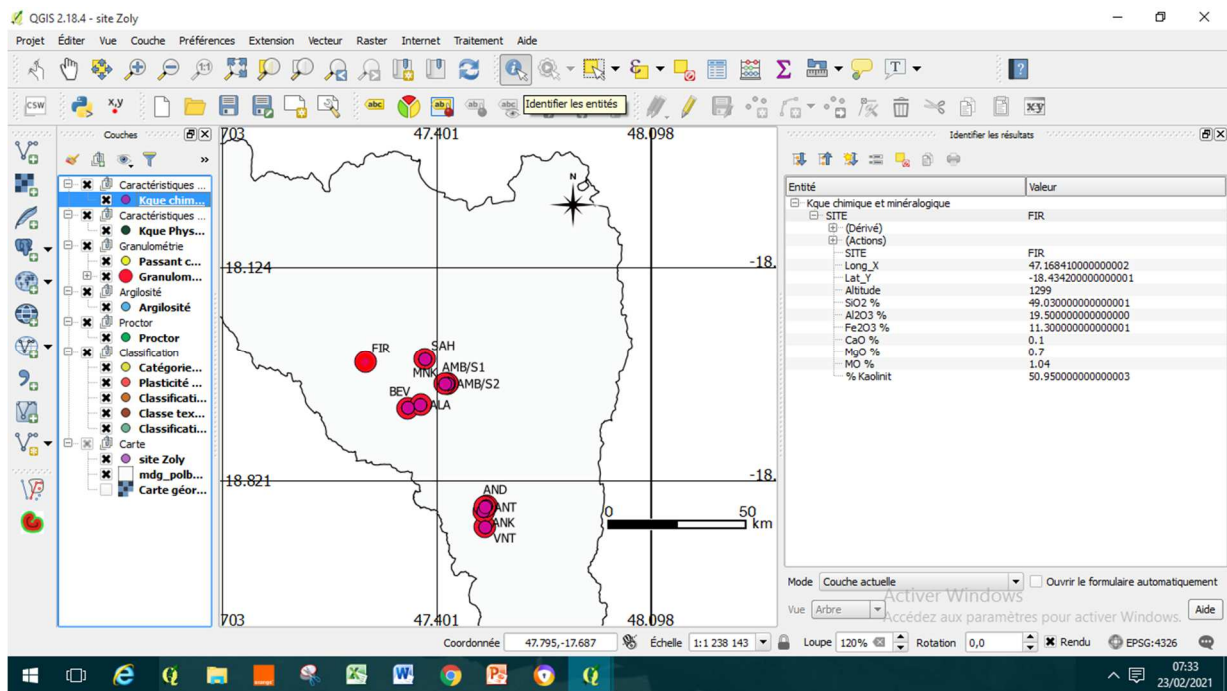 QGIS 2.18.4 - site Zoly
Projet Éditer Vue Couche Préférences Extension Vecteur Raster Internet Traitement Aide
CSW x,y abc abc abc abc Identifier les entités
Couches
Caractéristiques ...
Kque chim...
Caractéristiques ...
Kque Phys...
Granulométrie
Passant c...
Granulom...
Argilosité
Argilosité
Proctor
Proctor
Classification
Catégorie...
Plasticité ...
Classificati...
Classe tex...
Classificati...
Carte
site Zoly
mdg_polb...
Carte géor...
703 47.401 48.098
N
-18.124 -18.
FIR
SAH
MNK AMB/S1
AMB/S2
BEV
ALA
-18.821 -18.
AND
ANT
ANK
VNT
0 50
km
703 47.401 48.098
Identifier les résultats
Entité Valeur
Kque chimique et minéralogique
SITE FIR
(Dérivé)
(Actions)
SITE FIR
Long_X 47.168410000000002
Lat_Y -18.434200000000001
Altitude 1299
SiO2 % 49.030000000000001
Al2O3 % 19.500000000000000
Fe2O3 % 11.300000000000001
CaO % 0.1
MgO % 0.7
MO % 1.04
% Kaolinit 50.950000000000003
Mode Couche actuelle Ouvrir le formulaire automatiquement
Activer Windows
Vue Arbre Accédez aux paramètres pour activer Windows. Aide
Coordonnée 47.795,-17.687 Échelle 1:1 238 143 Loupe 120% Rotation 0,0 Rendu EPSG:4326
07:33
23/02/2021